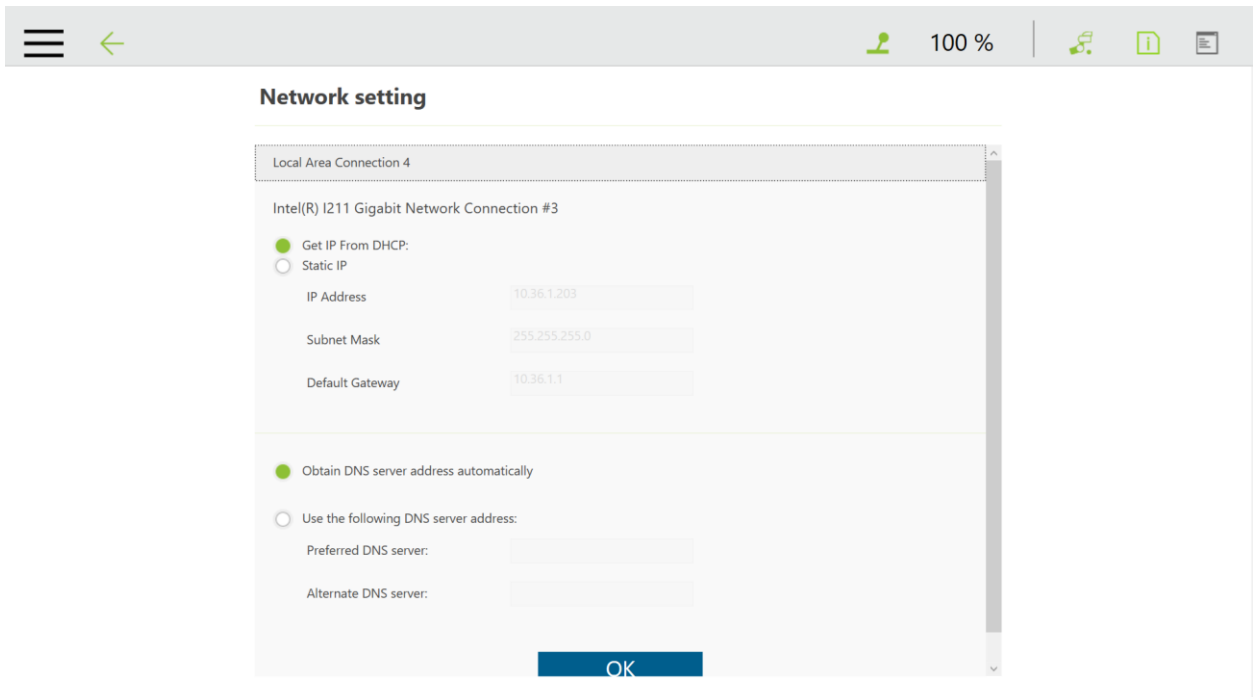 100 %
Network setting
Local Area Connection 4
Intel(R) I211 Gigabit Network Connection #3
Get IP From DHCP:
Static IP
IP Address 10.36.1.203
Subnet Mask 255.255.255.0
Default Gateway 10.36.1.1
Obtain DNS server address automatically
Use the following DNS server address:
Preferred DNS server:
Alternate DNS server:
OK